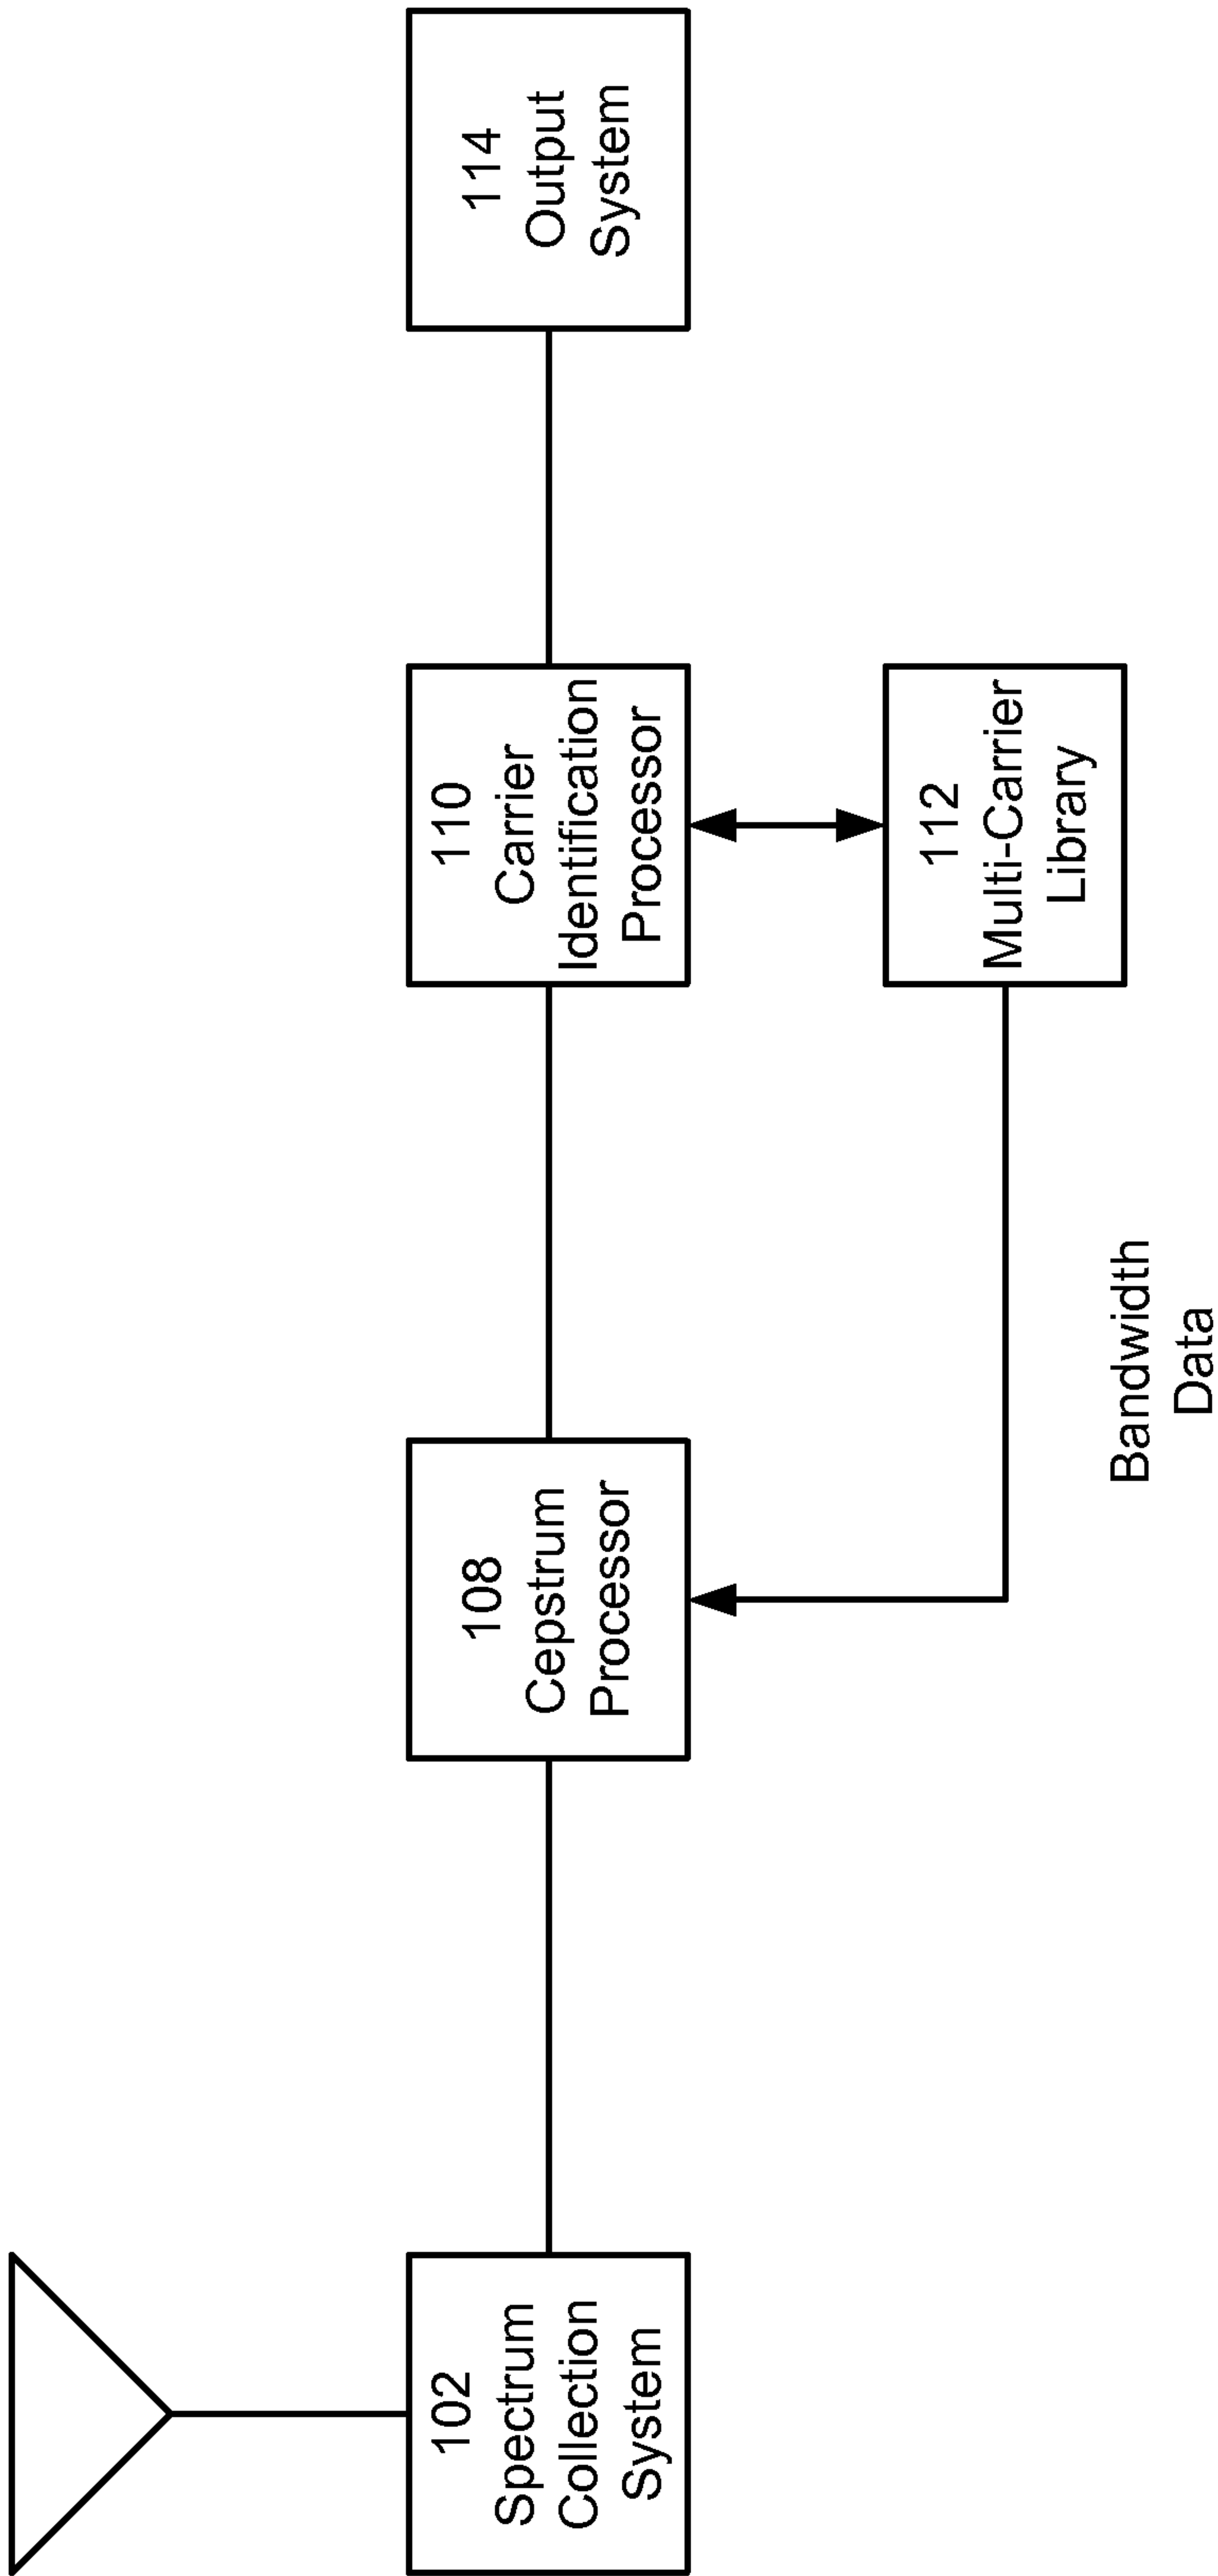 102
Spectrum
Collection
System
108
Cepstrum
Processor
110
Carrier
Identification
Processor
114
Output
System
112
Multi-Carrier
Library
Bandwidth
Data